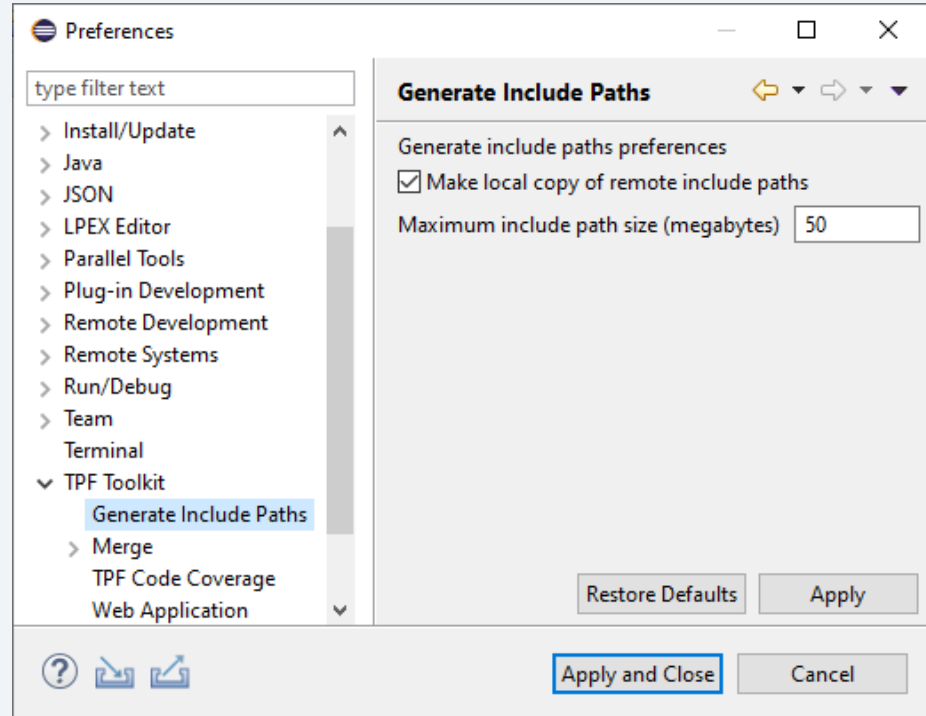 Preferences
type filter text
Install/Update
Java
JSON
LPEX Editor
Parallel Tools
Plug-in Development
Remote Development
Remote Systems
Run/Debug
Team
Terminal
TPF Toolkit
Generate Include Paths
Merge
TPF Code Coverage
Web Application
Generate Include Paths
Generate include paths preferences
Make local copy of remote include paths
Maximum include path size (megabytes) 50
Restore Defaults Apply
? Apply and Close Cancel